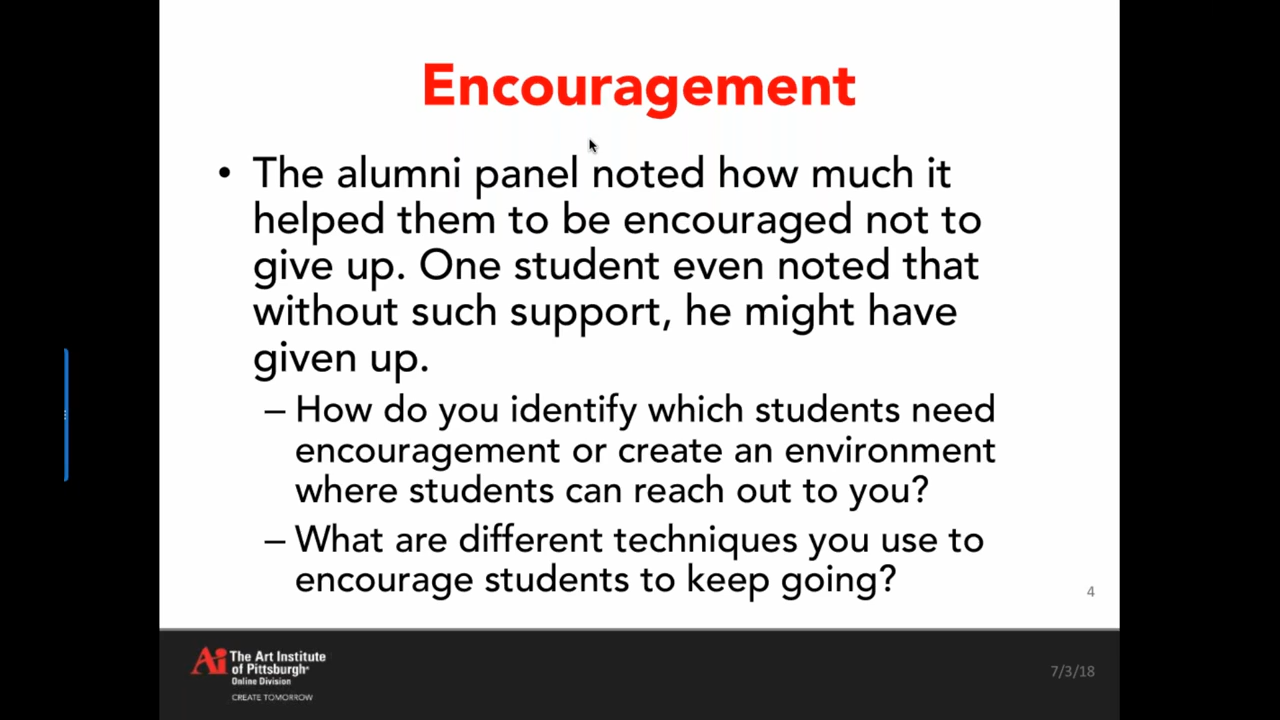 Encouragement
• The alumni panel noted how much it
helped them to be encouraged not to
give up. One student even noted that
without such support, he might have
given up.
– How do you identify which students need
encouragement or create an environment
where students can reach out to you?
– What are different techniques you use to
encourage students to keep going?
4
Ai The Art Institute
of Pittsburgh
Online Division
CREATE TOMORROW
7/3/18